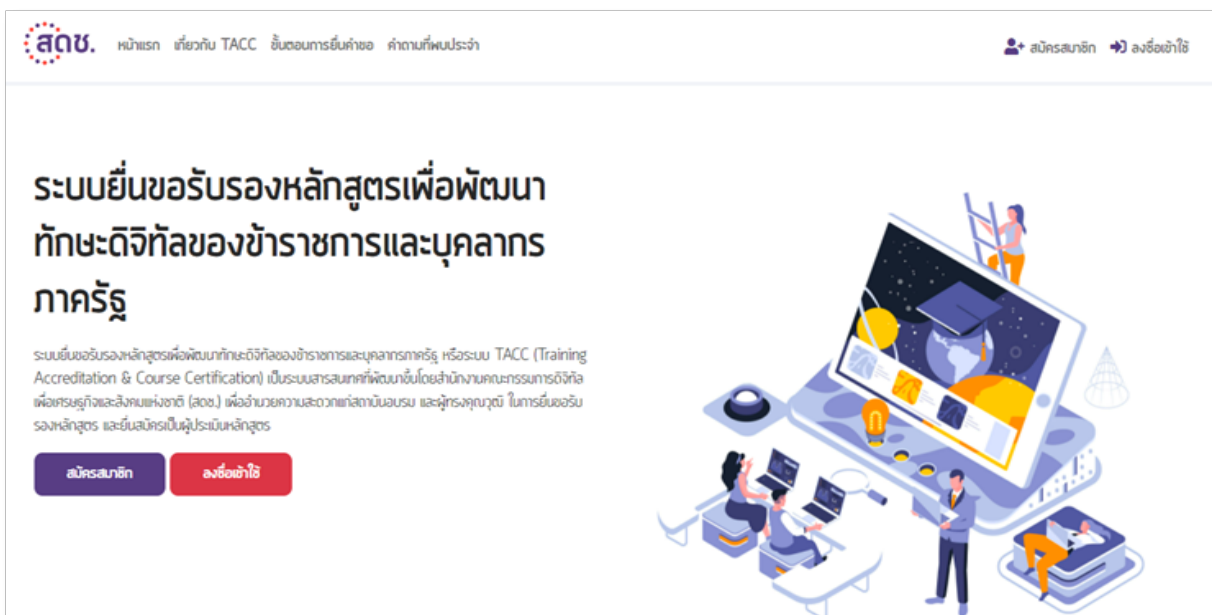 สดช.
หน้าแรก เกี่ยวกับ TACC ขั้นตอนการยื่นคำขอ คำถามที่พบประจำ
สมัครสมาชิก ลงชื่อเข้าใช้
ระบบยื่นขอรับรองหลักสูตรเพื่อพัฒนา
ทักษะดิจิทัลของข้าราชการและบุคลากร
ภาครัฐ
ระบบยื่นขอรับรองหลักสูตรเพื่อพัฒนาทักษะดิจิทัลของข้าราชการและบุคลากรภาครัฐ หรือระบบ TACC (Training
Accreditation & Course Certification) เป็นระบบสารสนเทศที่พัฒนาขึ้นโดยสำนักงานคณะกรรมการดิจิทัล
เพื่อเศรษฐกิจและสังคมแห่งชาติ (สดช.) เพื่ออำนวยความสะดวกแก่สถาบันอบรม และผู้ทรงคุณวุฒิ ในการยื่นขอรับ
รองหลักสูตร และยื่นสมัครเป็นผู้ประเมินหลักสูตร
สมัครสมาชิก ลงชื่อเข้าใช้